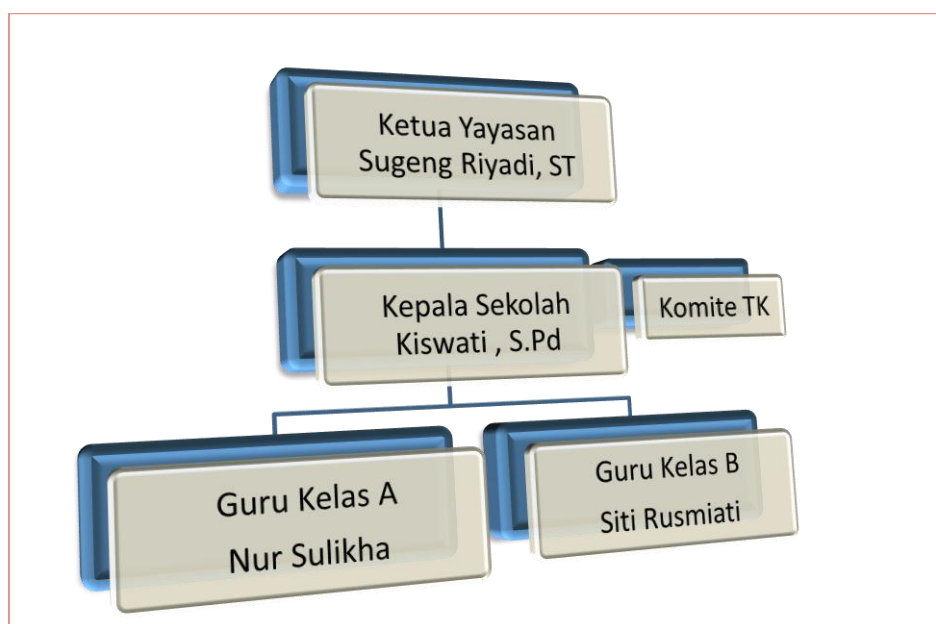 Ketua Yayasan
Sugeng Riyadi, ST
Kepala Sekolah
Kiswati , S.Pd
Komite TK
Guru Kelas A
Nur Sulikha
Guru Kelas B
Siti Rusmiati